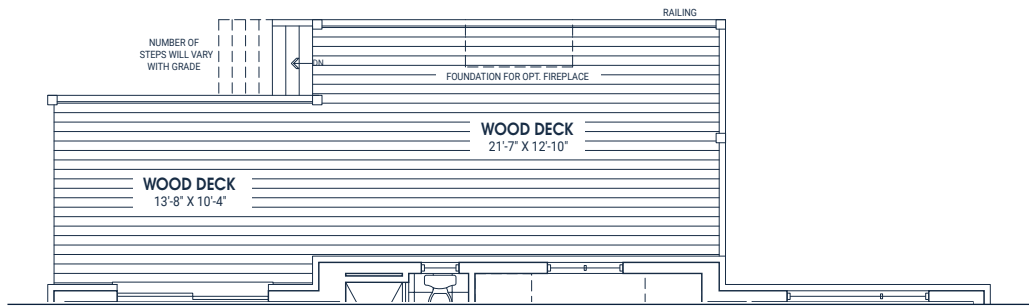 RAILING
NUMBER OF
STEPS WILL VARY
WITH GRADE
DN
FOUNDATION FOR OPT. FIREPLACE
WOOD DECK
21'-7" X 12'-10"
WOOD DECK
13'-8" X 10'-4"